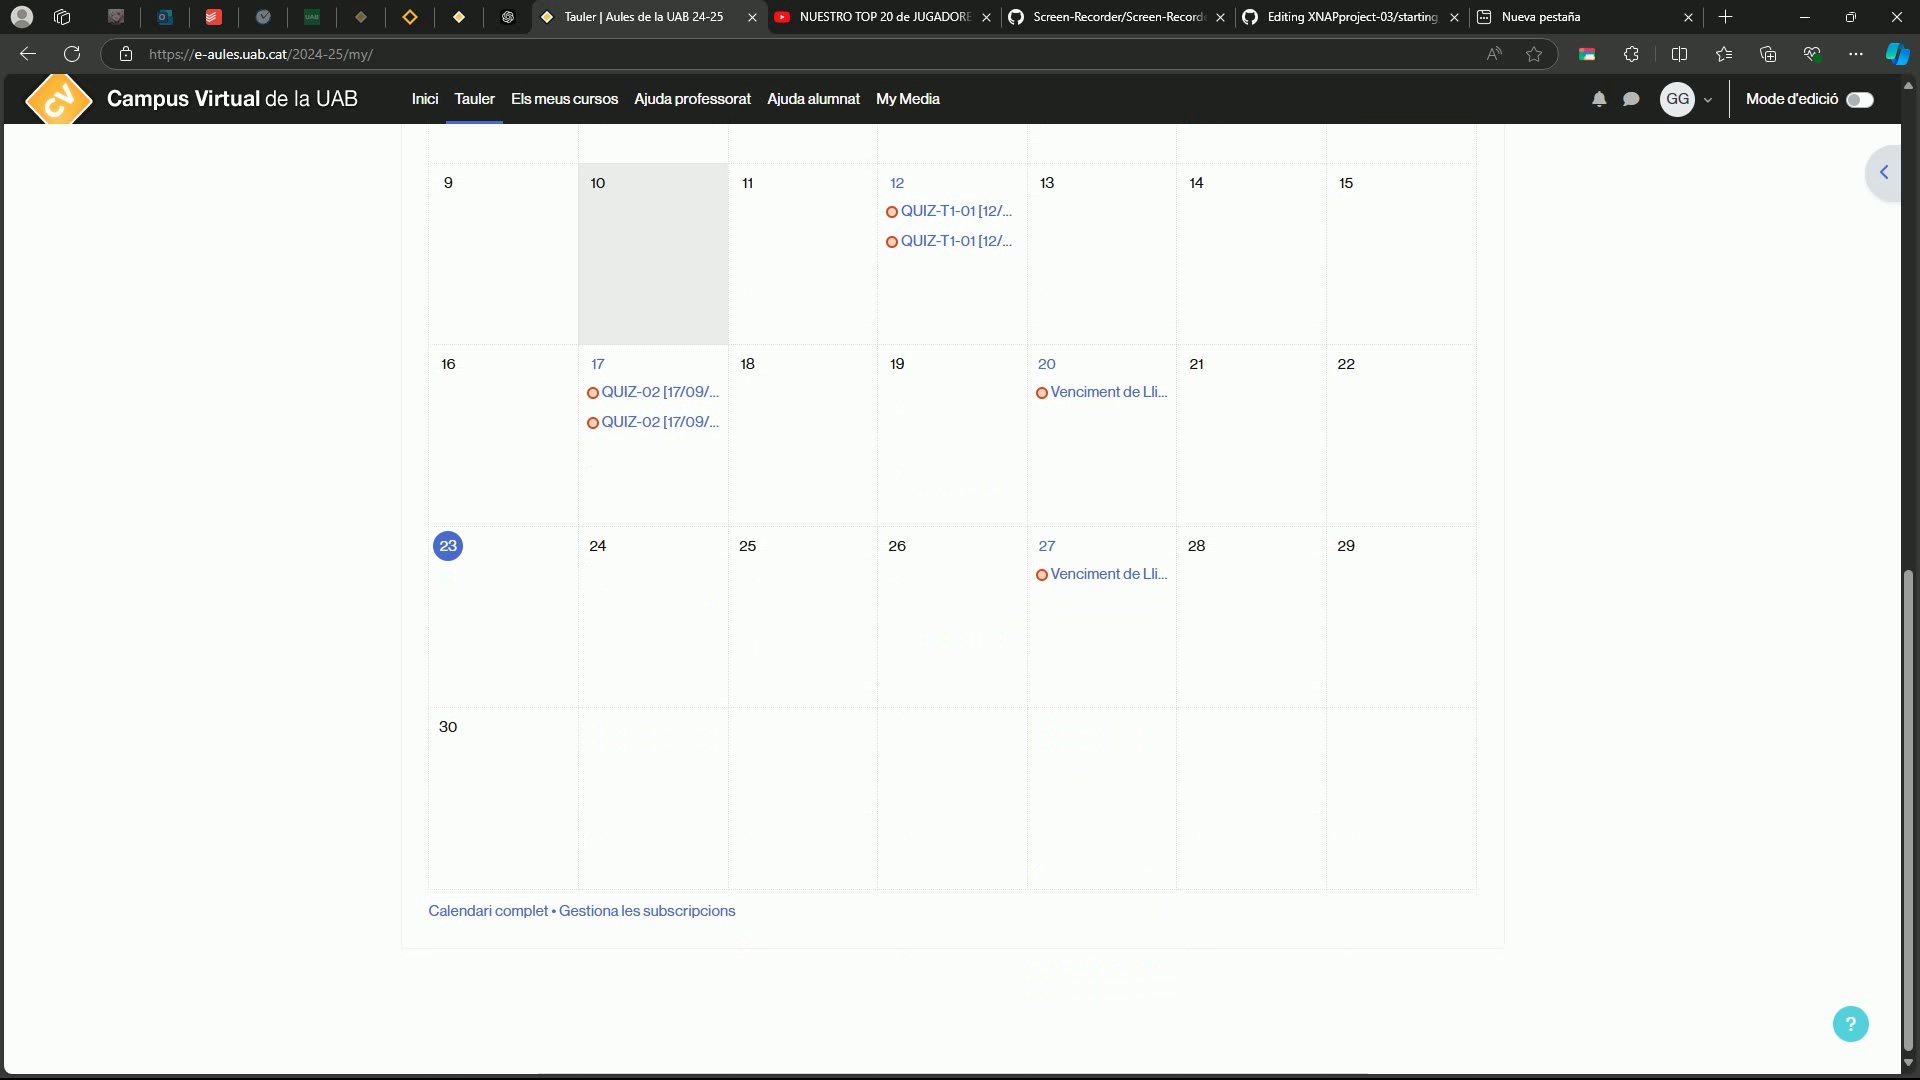 Tauler | Aules de la UAB 24-25
NUESTRO TOP 20 de JUGADORE
Screen-Recorder/Screen-Recorde
Editing XNAPproject-03/starting
Nueva pestaña
https://e-aules.uab.cat/2024-25/my/
CV
Campus Virtual de la UAB
Inici
Tauler
Els meus cursos
Ajuda professorat
Ajuda alumnat
My Media
GG
Mode d'edició
9
10
11
12
13
14
15
QUIZ-T1-01 [12/...
QUIZ-T1-01 [12/...
16
17
18
19
20
21
22
QUIZ-02 [17/09/...
Venciment de Lli...
QUIZ-02 [17/09/...
23
24
25
26
27
28
29
Venciment de Lli...
30
Calendari complet • Gestiona les subscripcions
?